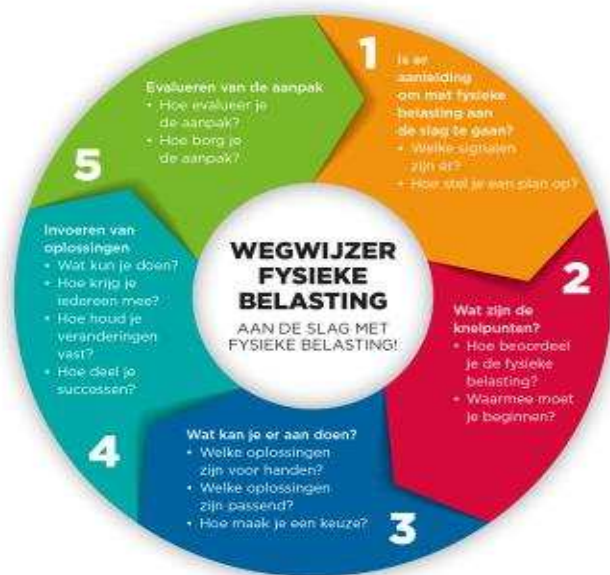 WEGWIJZER
FYSIEKE
BELASTING
AAN DE SLAG MET
FYSIEKE BELASTING!
1
Is er
aanleiding
om met fysieke
belasting aan
de slag te gaan?
• Welke signalen
zijn er?
• Hoe stel je een plan op?
2
Wat zijn de
knelpunten?
• Hoe beoordeel
je de fysieke
belasting?
• Waarmee moet
je beginnen?
3
Wat kan je er aan doen?
• Welke oplossingen
zijn voor handen?
• Welke oplossingen
zijn passend?
• Hoe maak je een keuze?
4
Invoeren van
oplossingen
• Wat kun je doen?
• Hoe krijg je
iedereen mee?
• Hoe houd je
veranderingen
vast?
• Hoe deel je
successen?
5
Evalueren van de aanpak
• Hoe evalueer je
de aanpak?
• Hoe borg je
de aanpak?